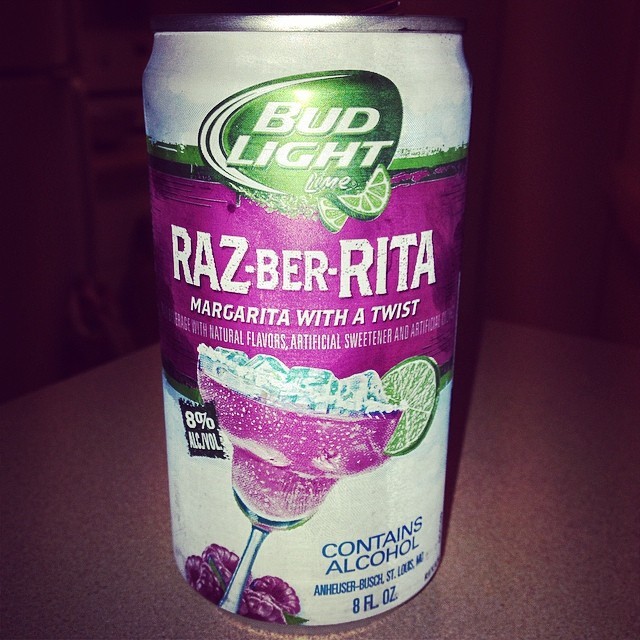 BUD
LIGHT
Lime
RAZ-BER-RITA
MARGARITA WITH A TWIST
WITH NATURAL FLAVORS, ARTIFICIAL SWEETENER AND ARTIFICIAL
8%
ALC./VOL.
CONTAINS
ALCOHOL
ANHEUSER-BUSCH, ST. LOUIS, MO
8 FL. OZ.